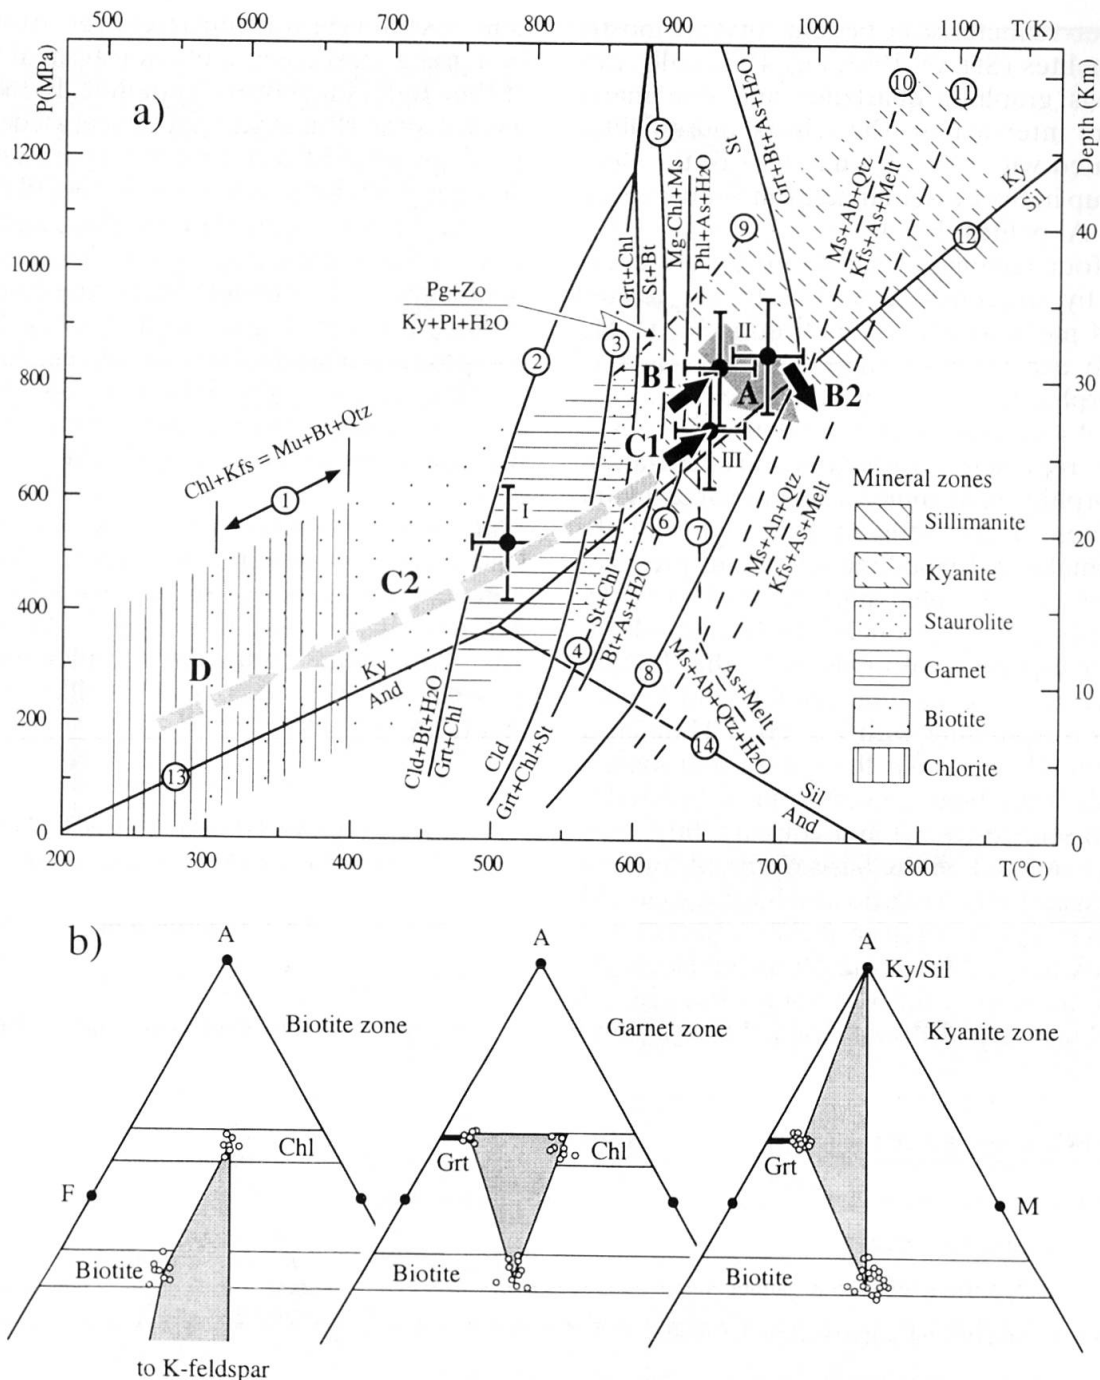 500 600 700 800 900 1000 1100 T(K)
P(MPa)
Depth (Km)
a)
1200
1000
800
600
400
200
0
40
30
20
10
0
200 300 400 500 600 700 800 T(°C)
10
11
5
St
Grt+Bt+As+H2O
Ky
Sil
Ms+Ab+Qtz
Kfs+As+Melt
Mg-Chl+Ms
Phl+As+H2O
9
12
Grt+Chl
St+Bt
Pg+Zo
Ky+Pl+H2O
2
3
II
B1
A
B2
C1
III
Chl+Kfs = Mu+Bt+Qtz
1
I
6
7
C2
D
Ms+An+Qtz
Kfs+As+Melt
St+Chl
Bt+As+H2O
4
8
Ky
And
13
Cld+Bt+H2O
Grt+Chl
Cld
Grt+Chl+St
As+Melt
Ms+Ab+Qtz+H2O
14
Sil
And
Mineral zones
Sillimanite
Kyanite
Staurolite
Garnet
Biotite
Chlorite
b)
A
Biotite zone
Chl
F
Biotite
to K-feldspar
A
Garnet zone
Grt
Chl
Biotite
A
Ky/Sil
Kyanite zone
Grt
M
Biotite